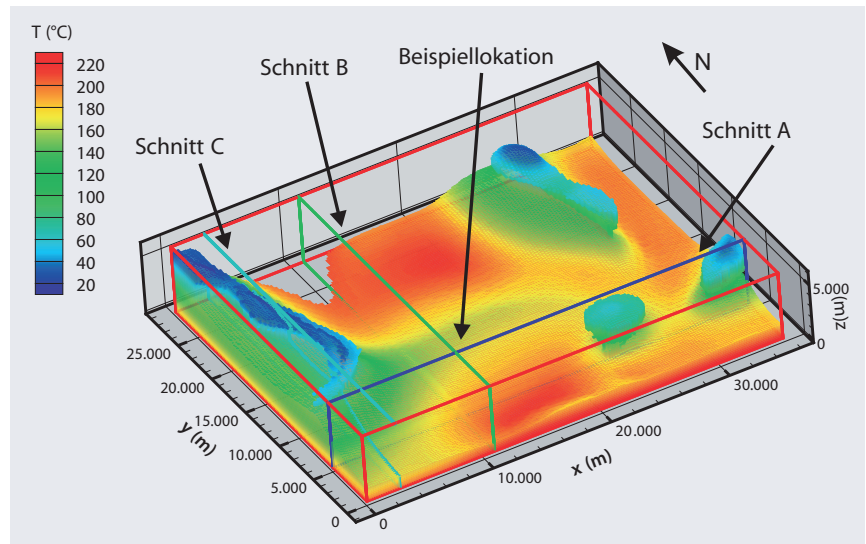 T (°C)
220
200
180
160
140
120
100
80
60
40
20
Schnitt C
Schnitt B
Beispiellokation
N
Schnitt A
5.000
z(m)
0
25.000
20.000
15.000
10.000
5.000
0
y (m)
0
10.000
20.000
30.000
x (m)